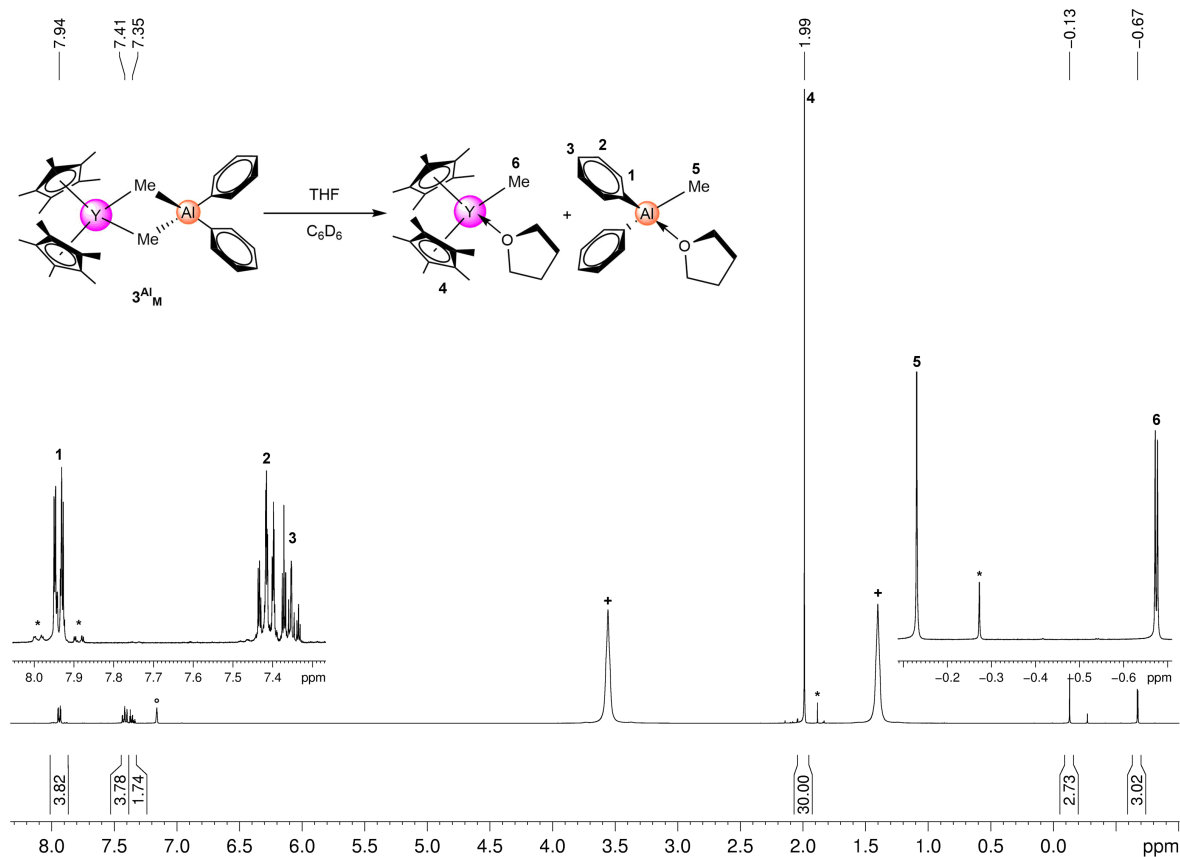 7.94
7.41
7.35
1.99
−0.13
−0.67
4
Me
Y
Me
Al
3^Al_M
THF
C6D6
6
Me
Y
O
4
+
3
2
1
5
Me
Al
O
1
2
3
*
*
8.0 7.9 7.8 7.7 7.6 7.5 7.4 ppm
5
*
6
−0.2 −0.3 −0.4 −0.5 −0.6 ppm
°
+
*
+
3.82
3.78
1.74
30.00
2.73
3.02
8.0 7.5 7.0 6.5 6.0 5.5 5.0 4.5 4.0 3.5 3.0 2.5 2.0 1.5 1.0 0.5 0.0 ppm